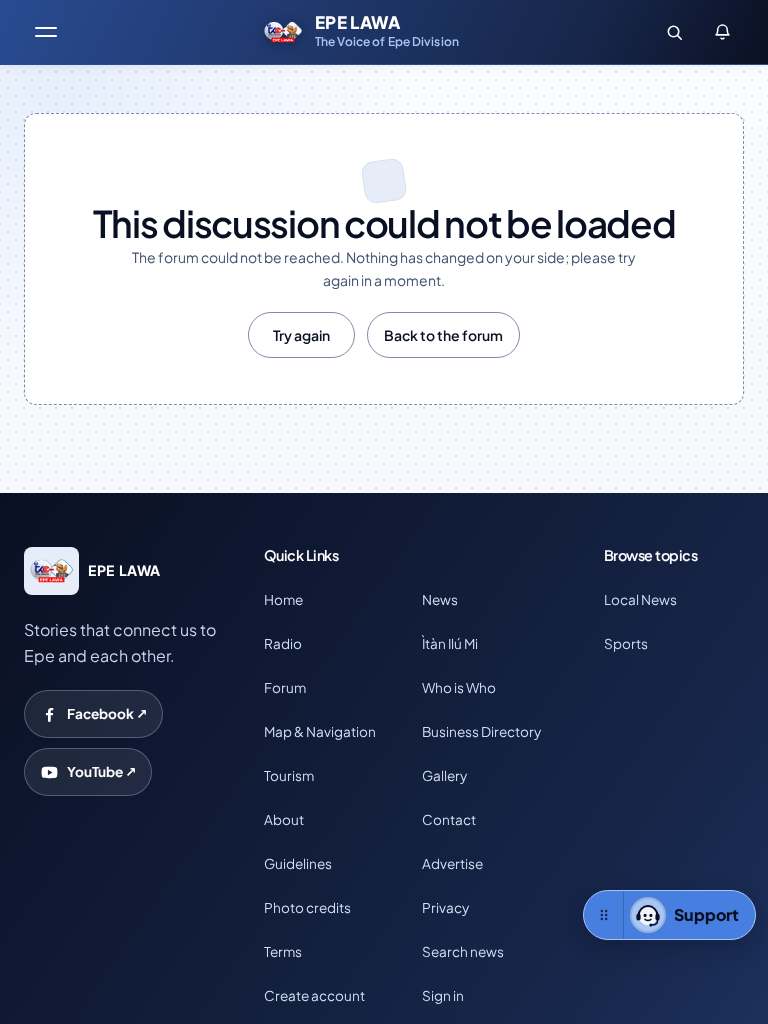 EPE LAWA
The Voice of Epe Division
This discussion could not be loaded
The forum could not be reached. Nothing has changed on your side; please try
again in a moment.
Try again
Back to the forum
EPE LAWA
Stories that connect us to
Epe and each other.
Facebook ↗
YouTube ↗
Quick Links
Home
News
Radio
Ìtàn Ilú Mi
Forum
Who is Who
Map & Navigation
Business Directory
Tourism
Gallery
About
Contact
Guidelines
Advertise
Photo credits
Privacy
Terms
Search news
Create account
Sign in
Browse topics
Local News
Sports
Support